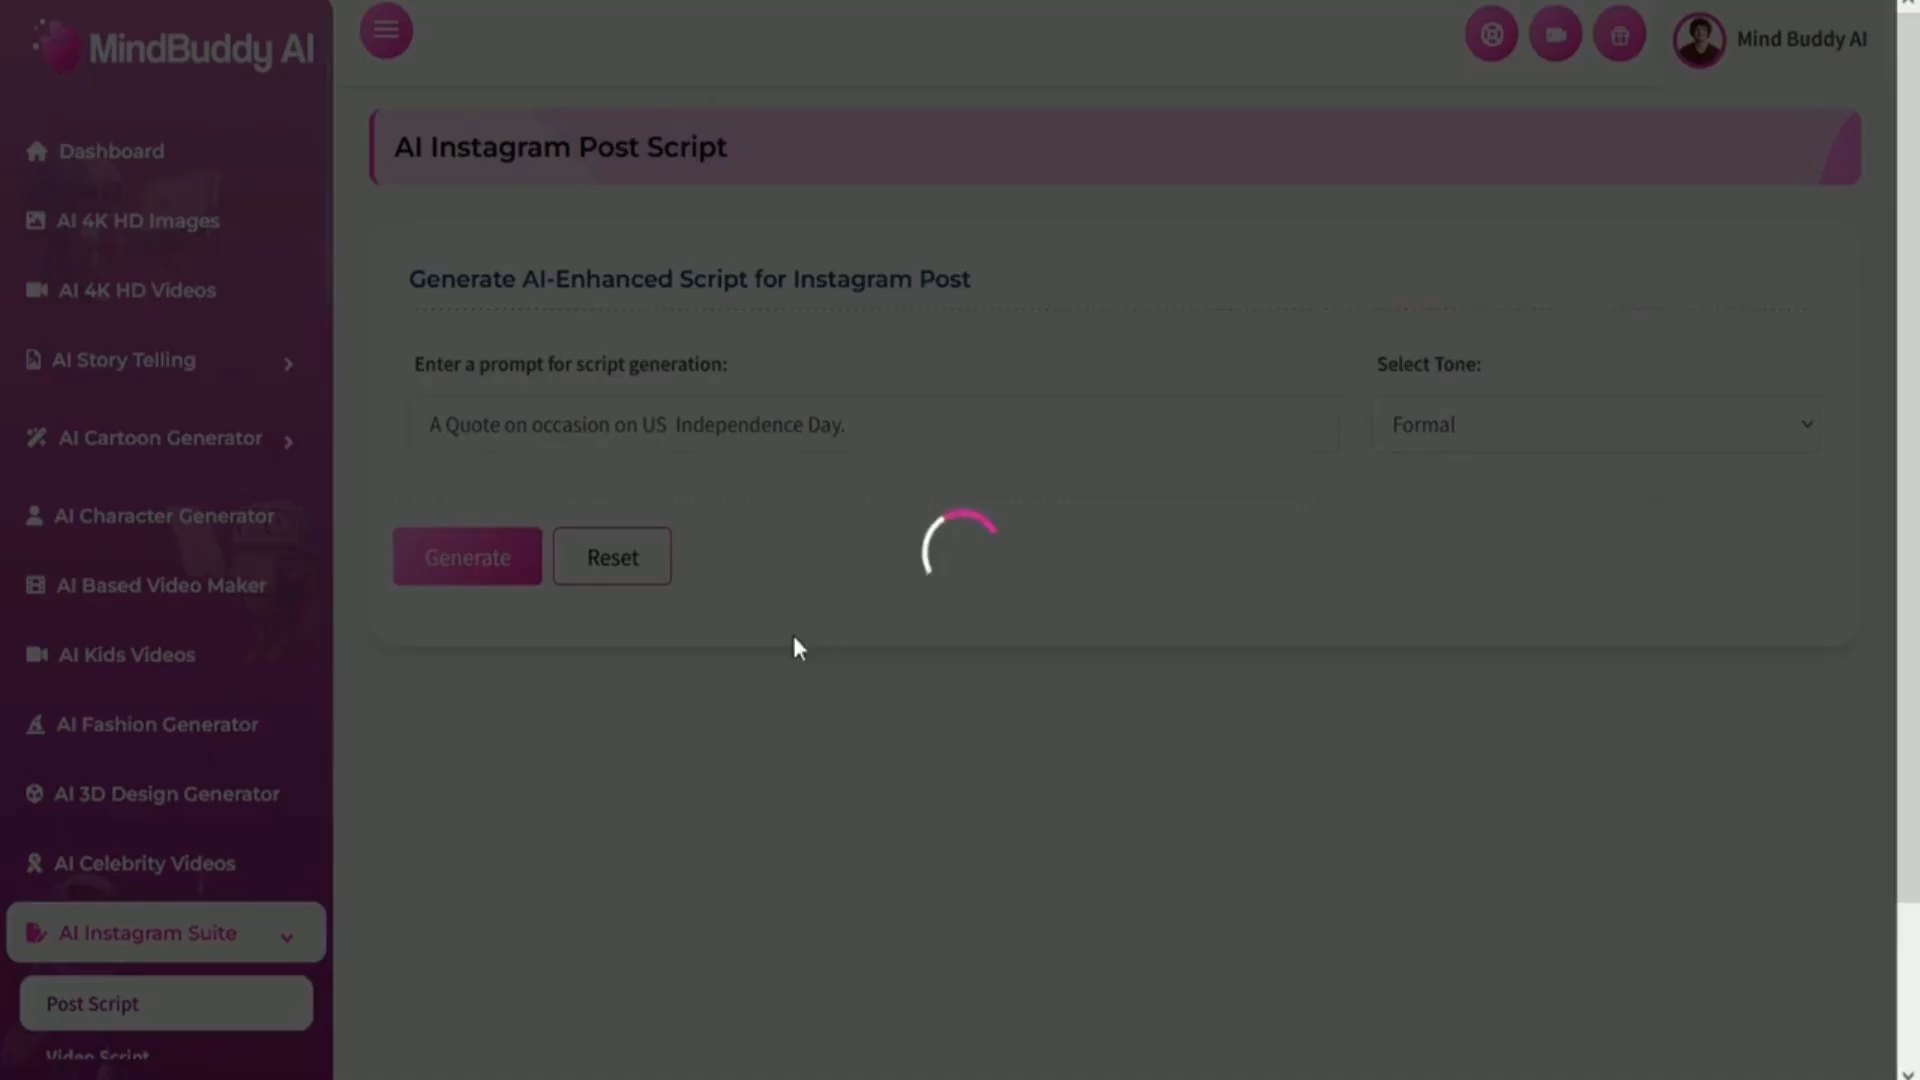 MindBuddy AI
Mind Buddy AI
Dashboard
AI 4K HD Images
AI 4K HD Videos
AI Story Telling
AI Cartoon Generator
AI Character Generator
AI Based Video Maker
AI Kids Videos
AI Fashion Generator
AI 3D Design Generator
AI Celebrity Videos
AI Instagram Suite
Post Script
Video Script
AI Instagram Post Script
Generate AI-Enhanced Script for Instagram Post
Enter a prompt for script generation:
Select Tone:
A Quote on occasion on US  Independence Day.
Formal
Generate
Reset